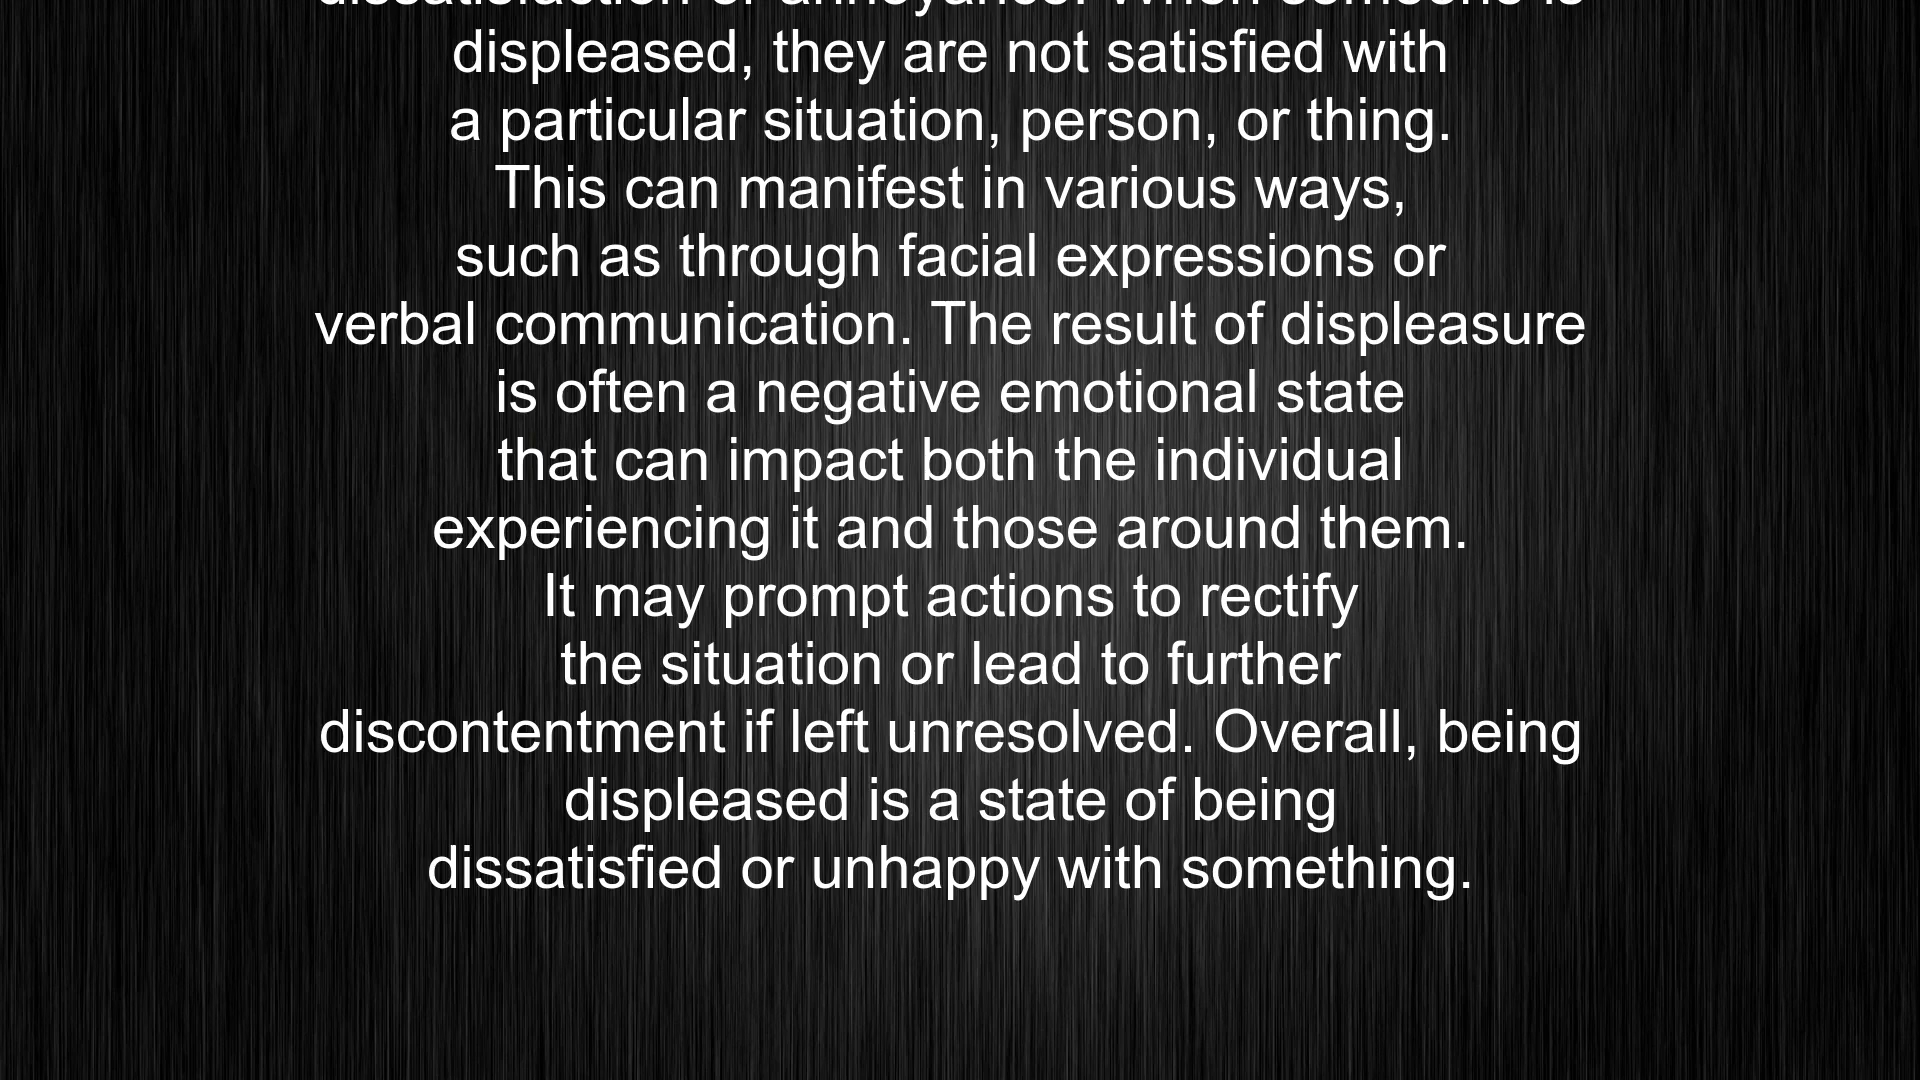 dissatisfaction or annoyance. When someone is
displeased, they are not satisfied with
a particular situation, person, or thing.
This can manifest in various ways,
such as through facial expressions or
verbal communication. The result of displeasure
is often a negative emotional state
that can impact both the individual
experiencing it and those around them.
It may prompt actions to rectify
the situation or lead to further
discontentment if left unresolved. Overall, being
displeased is a state of being
dissatisfied or unhappy with something.